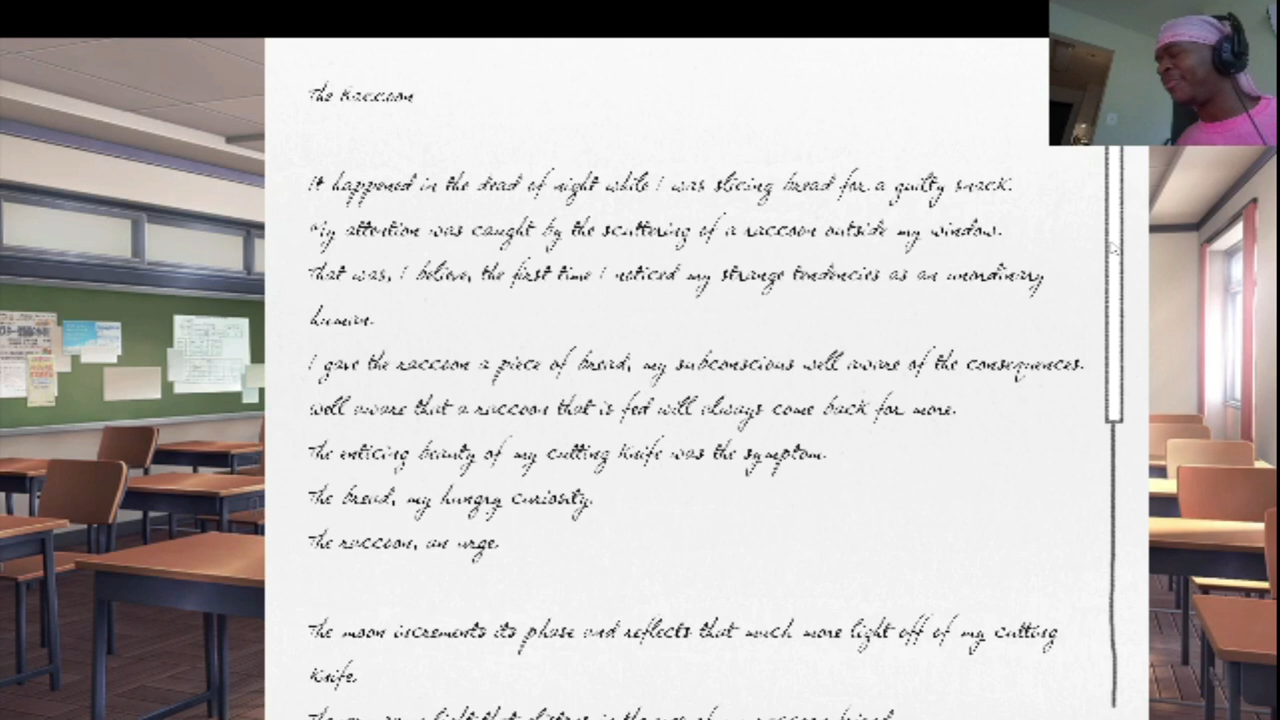 The Raccoon
It happened in the dead of night while I was slicing bread for a guilty snack.
My attention was caught by the scuttering of a raccoon outside my window.
That was, I believe, the first time I noticed my strange tendencies as an unordinary
human.
I gave the raccoon a piece of bread, my subconscious well aware of the consequences.
Well aware that a raccoon that is fed will always come back for more.
The enticing beauty of my cutting knife was the symptom.
The bread, my hungry curiosity.
The raccoon, an urge.
The moon increments its phase and reflects that much more light off of my cutting
knife.